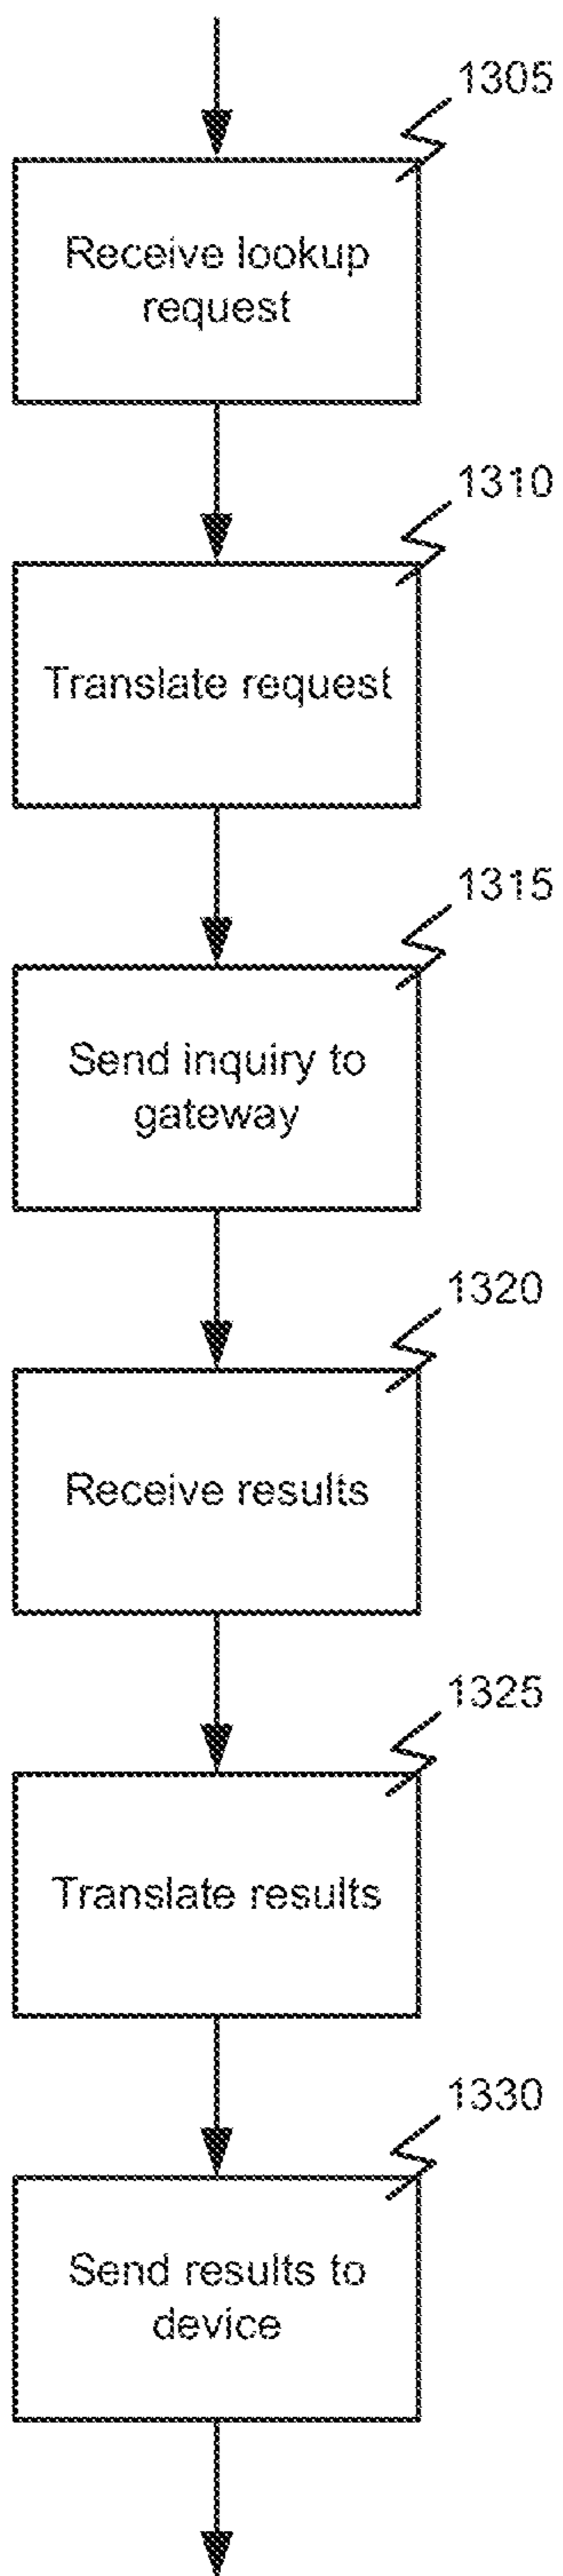 1305
Receive lookup
request
1310
Translate request
1315
Send inquiry to
gateway
1320
Receive results
1325
Translate results
1330
Send results to
device